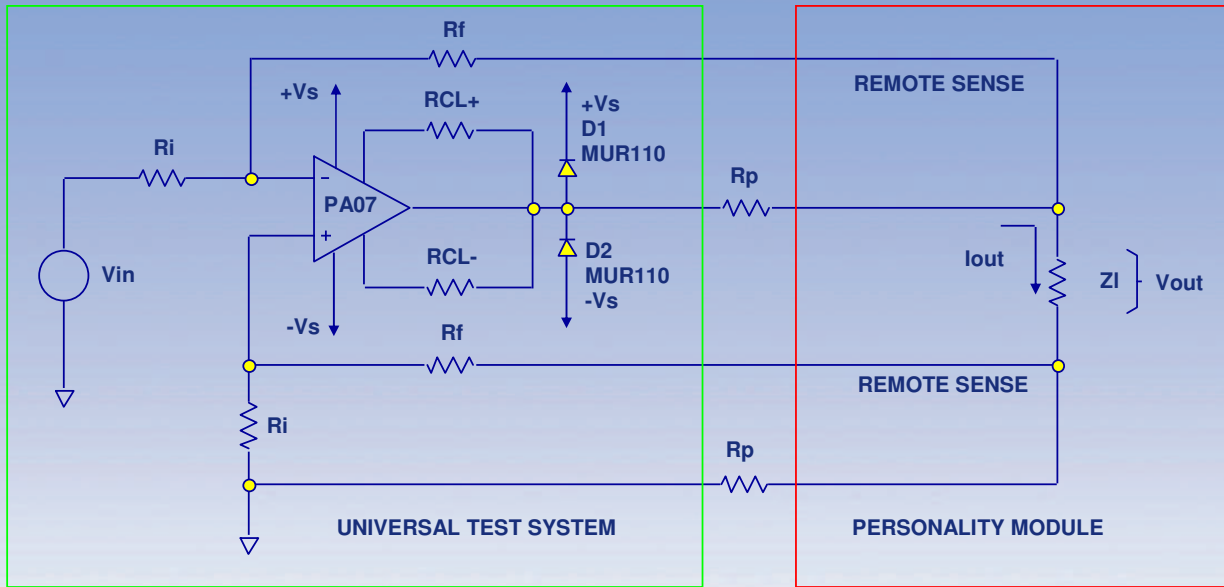 Rf
REMOTE SENSE
+Vs
RCL+
+Vs
D1
MUR110
Ri
Rp
−
PA07
+
Vin
RCL-
D2
MUR110
-Vs
Iout
Zl
Vout
-Vs
Rf
REMOTE SENSE
Ri
Rp
UNIVERSAL TEST SYSTEM
PERSONALITY MODULE